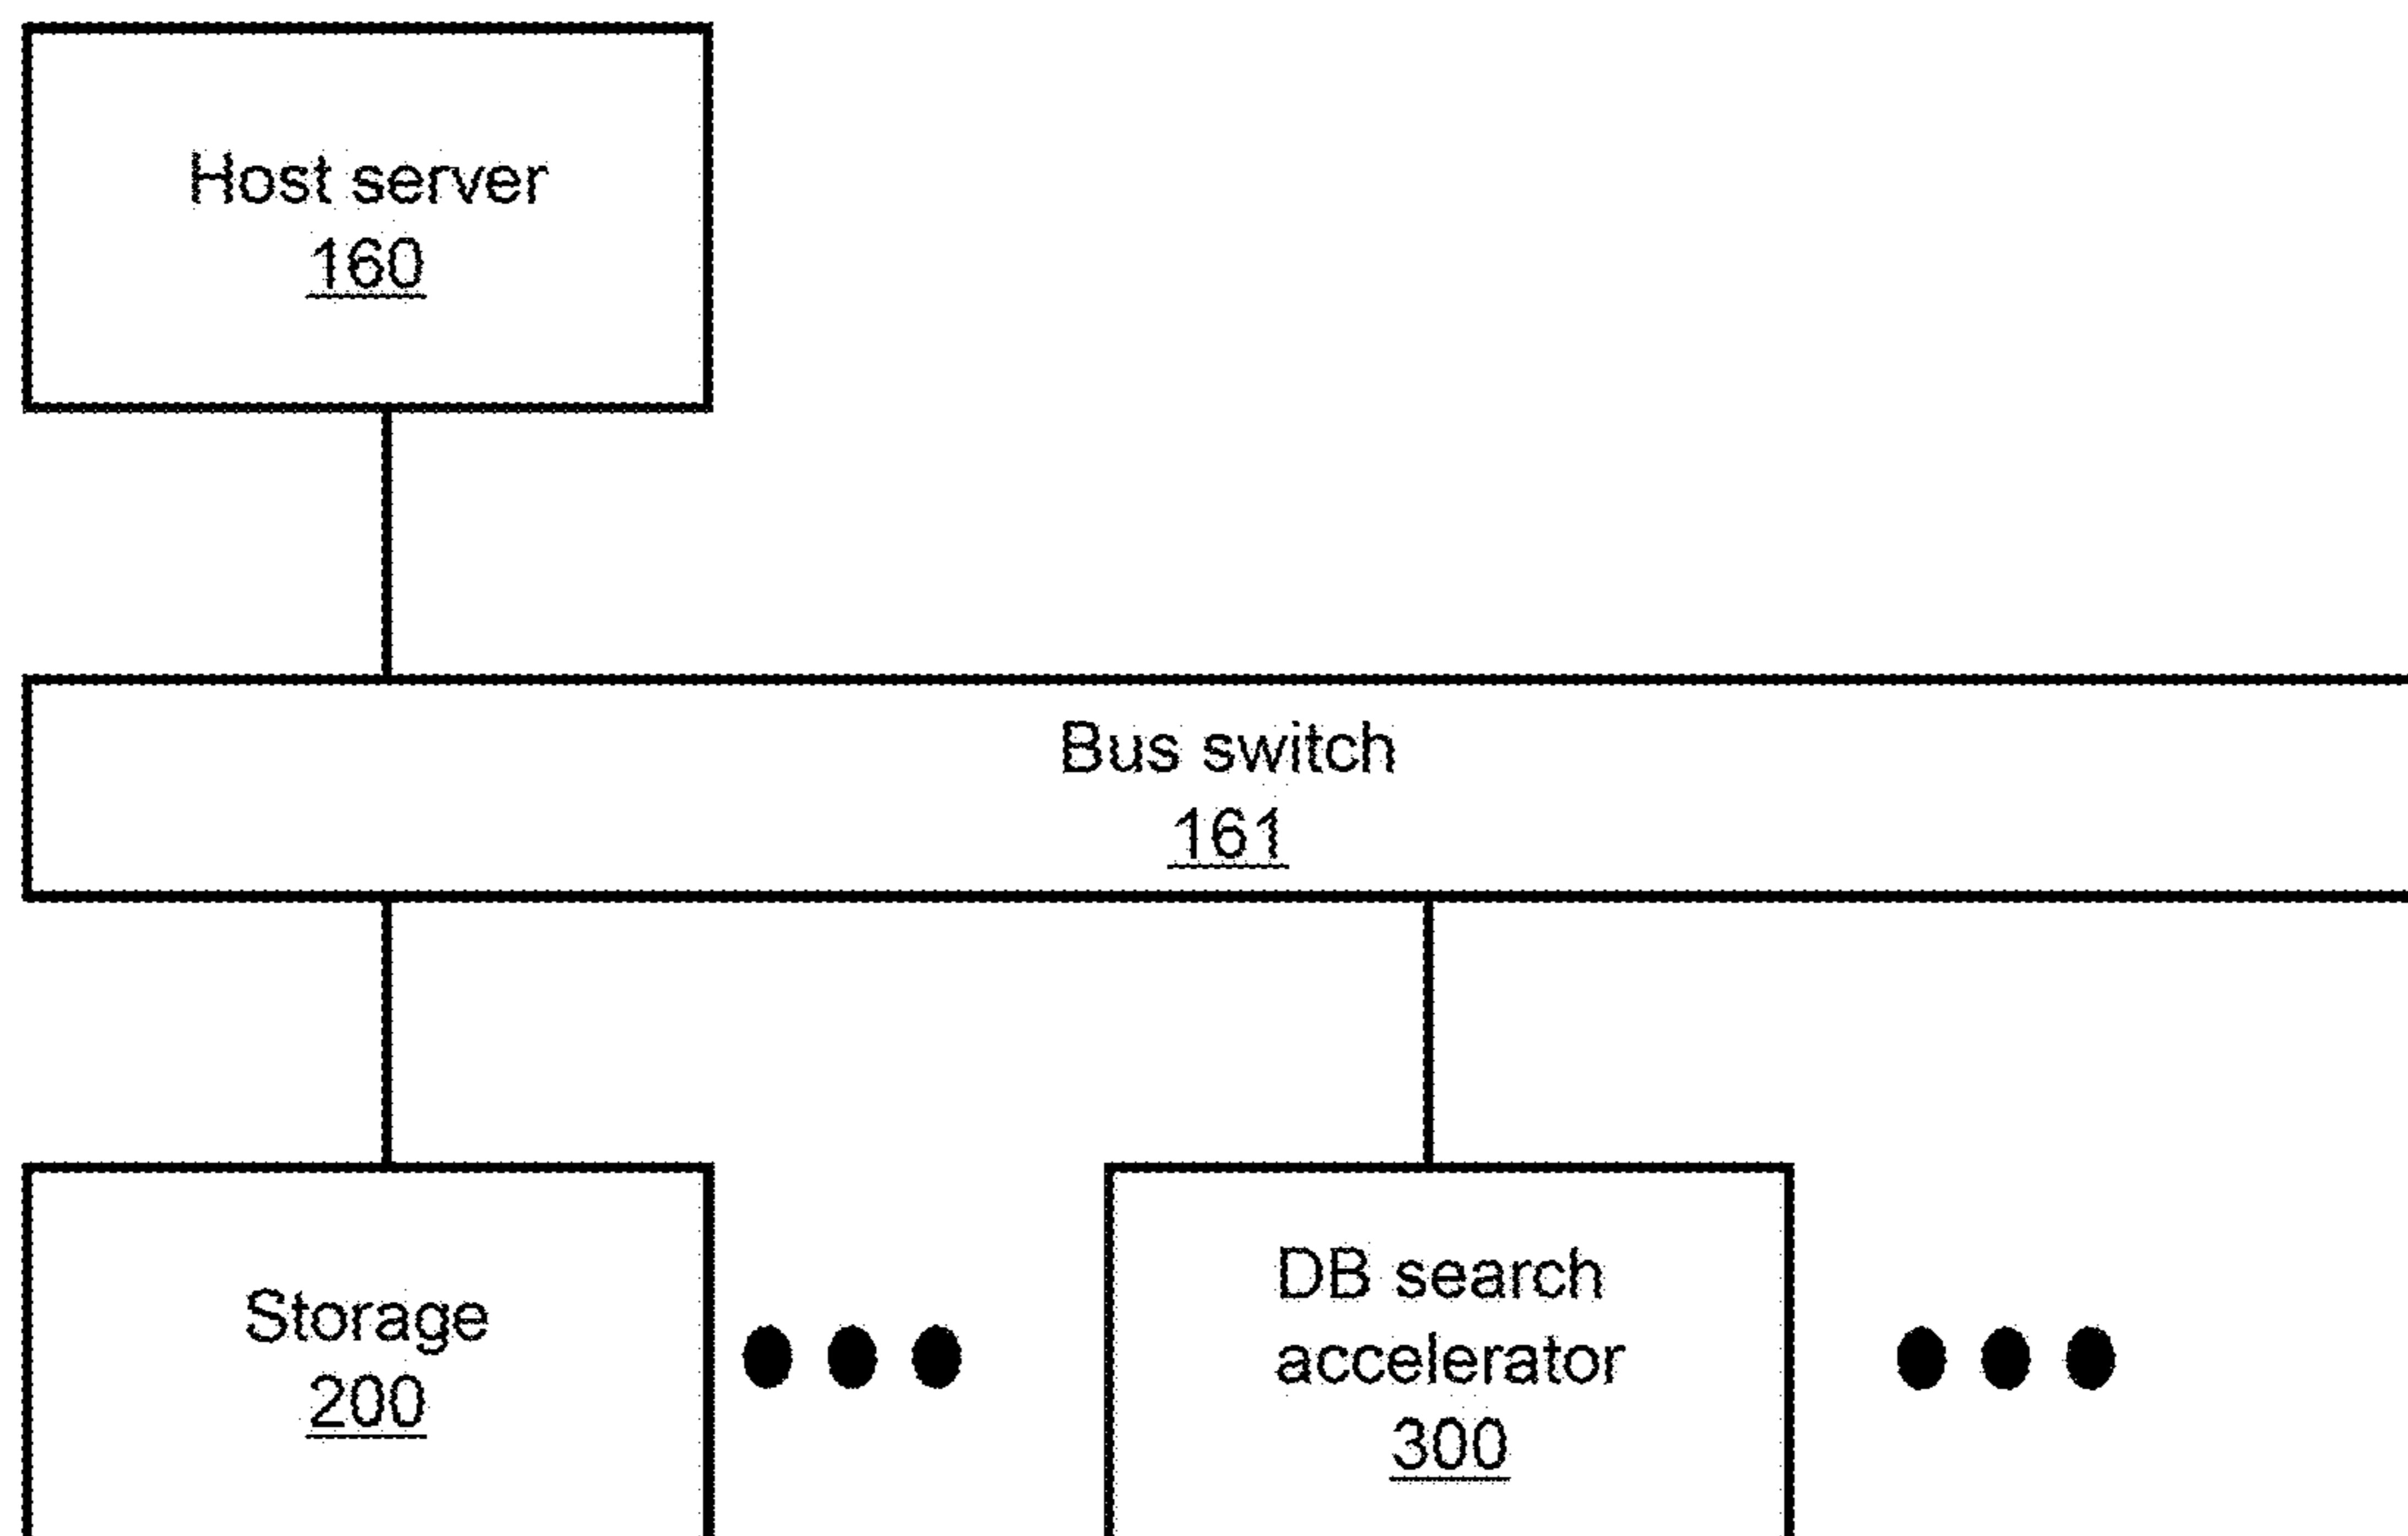 Host server
160
Bus switch
161
Storage
200
DB search
accelerator
300